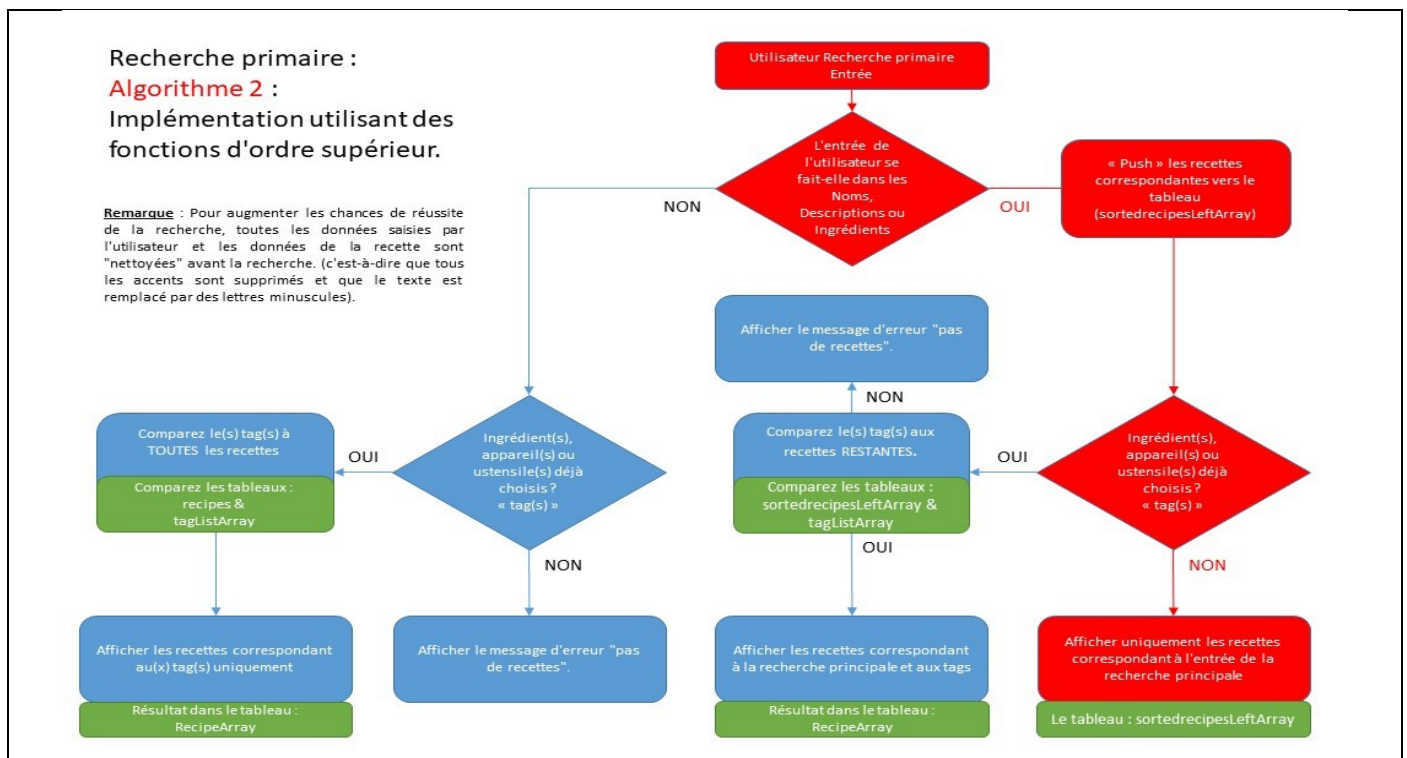 Recherche primaire :
Algorithme 2 :
Implémentation utilisant des
fonctions d'ordre supérieur.
Remarque : Pour augmenter les chances de réussite
de la recherche, toutes les données saisies par
l'utilisateur et les données de la recette sont
"nettoyées" avant la recherche. (c'est-à-dire que tous
les accents sont supprimés et que le texte est
remplacé par des lettres minuscules).
Utilisateur Recherche primaire
Entrée
L'entrée de
l'utilisateur se
fait-elle dans les
Noms,
Descriptions ou
Ingrédients
NON
OUI
« Push » les recettes
correspondantes vers le
tableau
(sortedrecipesLeftArray)
Afficher le message d'erreur "pas
de recettes".
NON
Comparez le(s) tag(s) à
TOUTES les recettes
Comparez les tableaux :
recipes &
tagListArray
OUI
Ingrédient(s),
appareil(s) ou
ustensile(s) déjà
choisis ?
« tag(s) »
NON
Comparez le(s) tag(s) aux
recettes RESTANTES.
Comparez les tableaux :
sortedrecipesLeftArray &
tagListArray
OUI
OUI
Ingrédient(s),
appareil(s) ou
ustensile(s) déjà
choisis ?
« tag(s) »
NON
Afficher les recettes correspondant
au(x) tag(s) uniquement
Résultat dans le tableau :
RecipeArray
Afficher le message d'erreur "pas
de recettes".
Afficher les recettes correspondant
à la recherche principale et aux tags
Résultat dans le tableau :
RecipeArray
Afficher uniquement les recettes
correspondant à l'entrée de la
recherche principale
Le tableau : sortedrecipesLeftArray